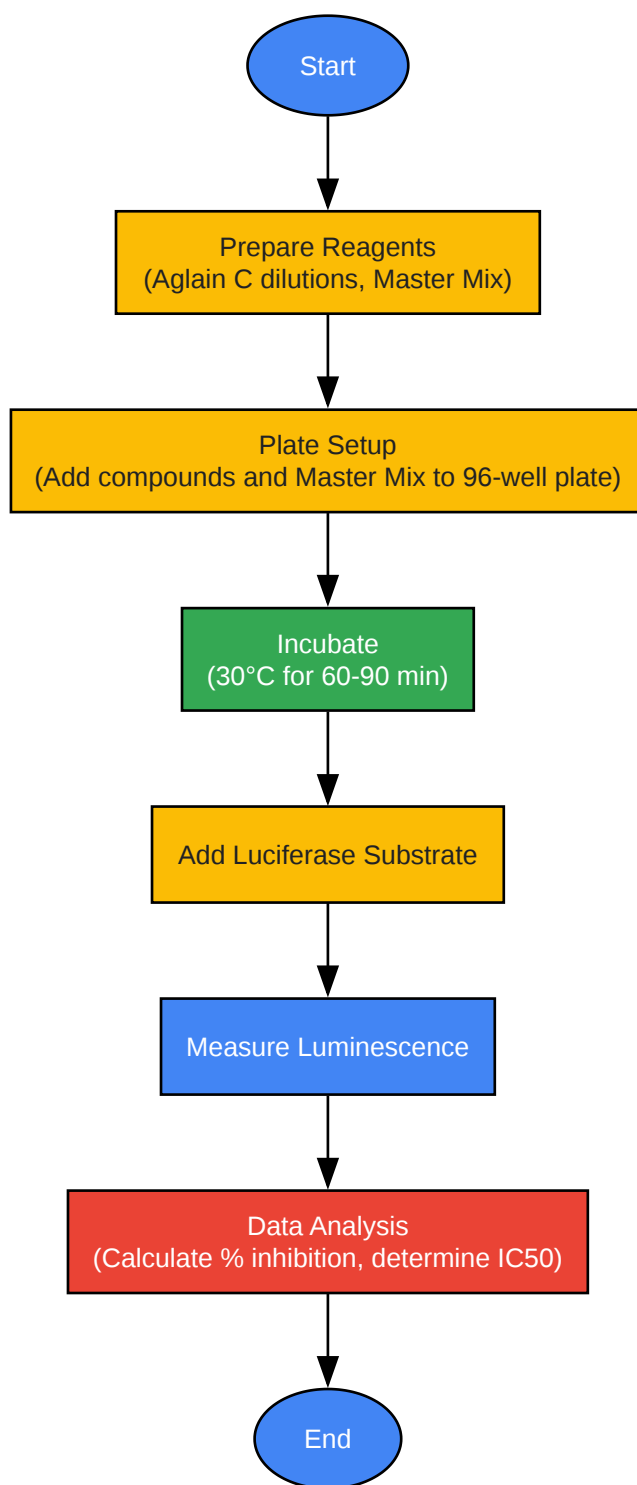 Start
Prepare Reagents
(Aglain C dilutions, Master Mix)
Plate Setup
(Add compounds and Master Mix to 96-well plate)
Incubate
(30°C for 60-90 min)
Add Luciferase Substrate
Measure Luminescence
Data Analysis
(Calculate % inhibition, determine IC50)
End